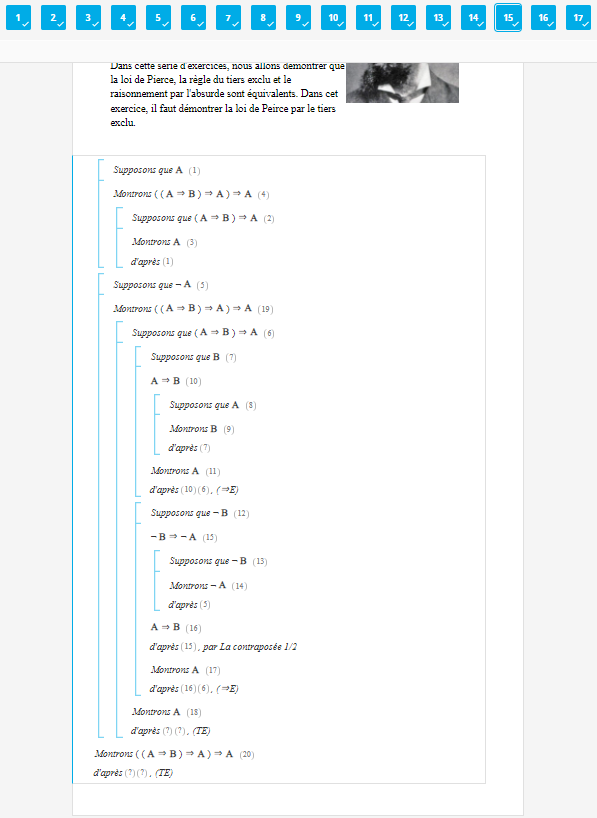 1 2 3 4 5 6 7 8 9 10 11 12 13 14 15 16 17
Dans cette série d'exercices, nous allons démontrer que
la loi de Pierce, la règle du tiers exclu et le
raisonnement par l'absurde sont équivalents. Dans cet
exercice, il faut démontrer la loi de Peirce par le tiers
exclu.
Supposons que A (1)
Montrons ( ( A ⇒ B ) ⇒ A ) ⇒ A (4)
Supposons que ( A ⇒ B ) ⇒ A (2)
Montrons A (3)
d'après (1)
Supposons que ¬ A (5)
Montrons ( ( A ⇒ B ) ⇒ A ) ⇒ A (19)
Supposons que ( A ⇒ B ) ⇒ A (6)
Supposons que B (7)
A ⇒ B (10)
Supposons que A (8)
Montrons B (9)
d'après (7)
Montrons A (11)
d'après (10) (6) , (⇒E)
Supposons que ¬ B (12)
¬ B ⇒ ¬ A (15)
Supposons que ¬ B (13)
Montrons ¬ A (14)
d'après (5)
A ⇒ B (16)
d'après (15) , par La contraposée 1/2
Montrons A (17)
d'après (16) (6) , (⇒E)
Montrons A (18)
d'après (?) (?) , (TE)
Montrons ( ( A ⇒ B ) ⇒ A ) ⇒ A (20)
d'après (?) (?) , (TE)